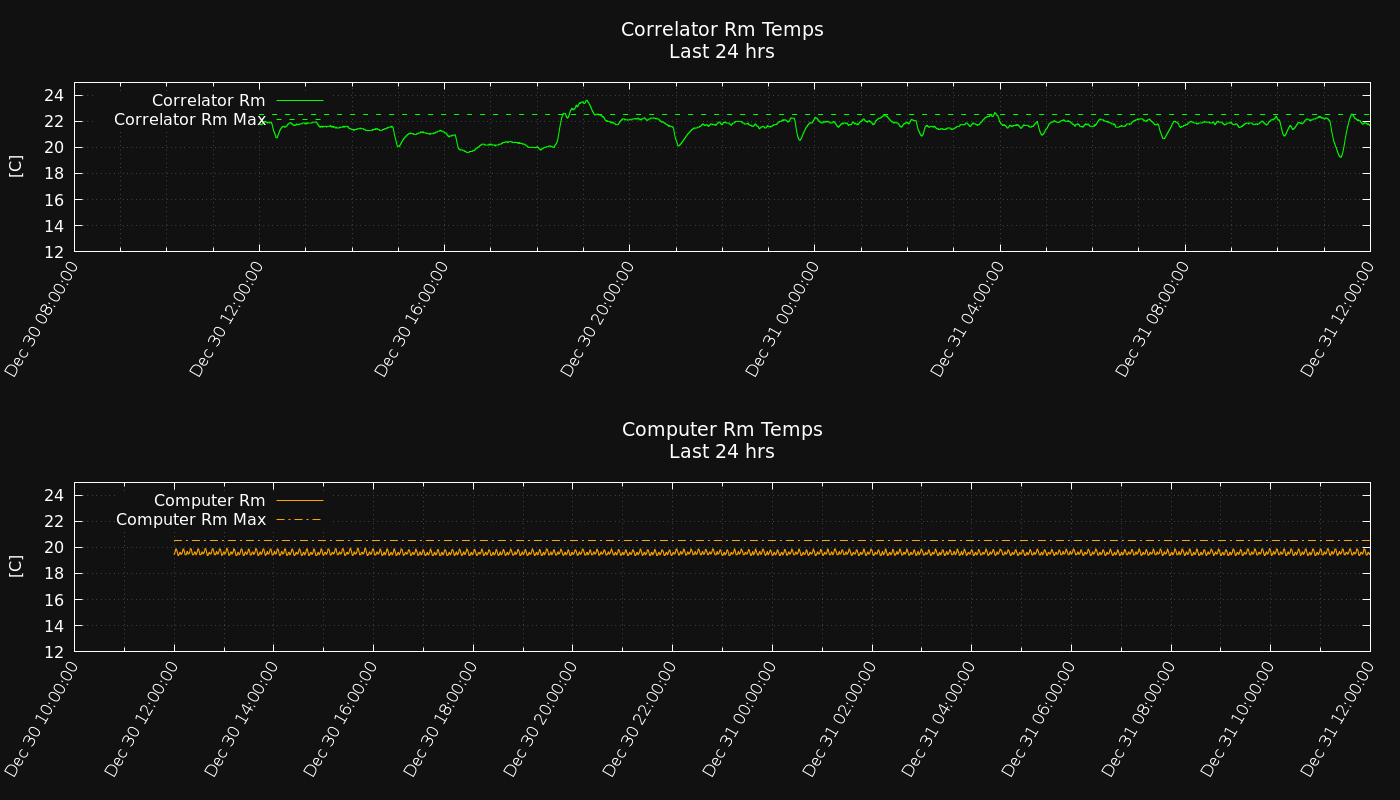 Correlator Rm Temps
Last 24 hrs
Correlator Rm
Correlator Rm Max
[C]
24
22
20
18
16
14
12
Dec 30 08:00:00
Dec 30 12:00:00
Dec 30 16:00:00
Dec 30 20:00:00
Dec 31 00:00:00
Dec 31 04:00:00
Dec 31 08:00:00
Dec 31 12:00:00
Computer Rm Temps
Last 24 hrs
Computer Rm
Computer Rm Max
[C]
24
22
20
18
16
14
12
Dec 30 10:00:00
Dec 30 12:00:00
Dec 30 14:00:00
Dec 30 16:00:00
Dec 30 18:00:00
Dec 30 20:00:00
Dec 30 22:00:00
Dec 31 00:00:00
Dec 31 02:00:00
Dec 31 04:00:00
Dec 31 06:00:00
Dec 31 08:00:00
Dec 31 10:00:00
Dec 31 12:00:00